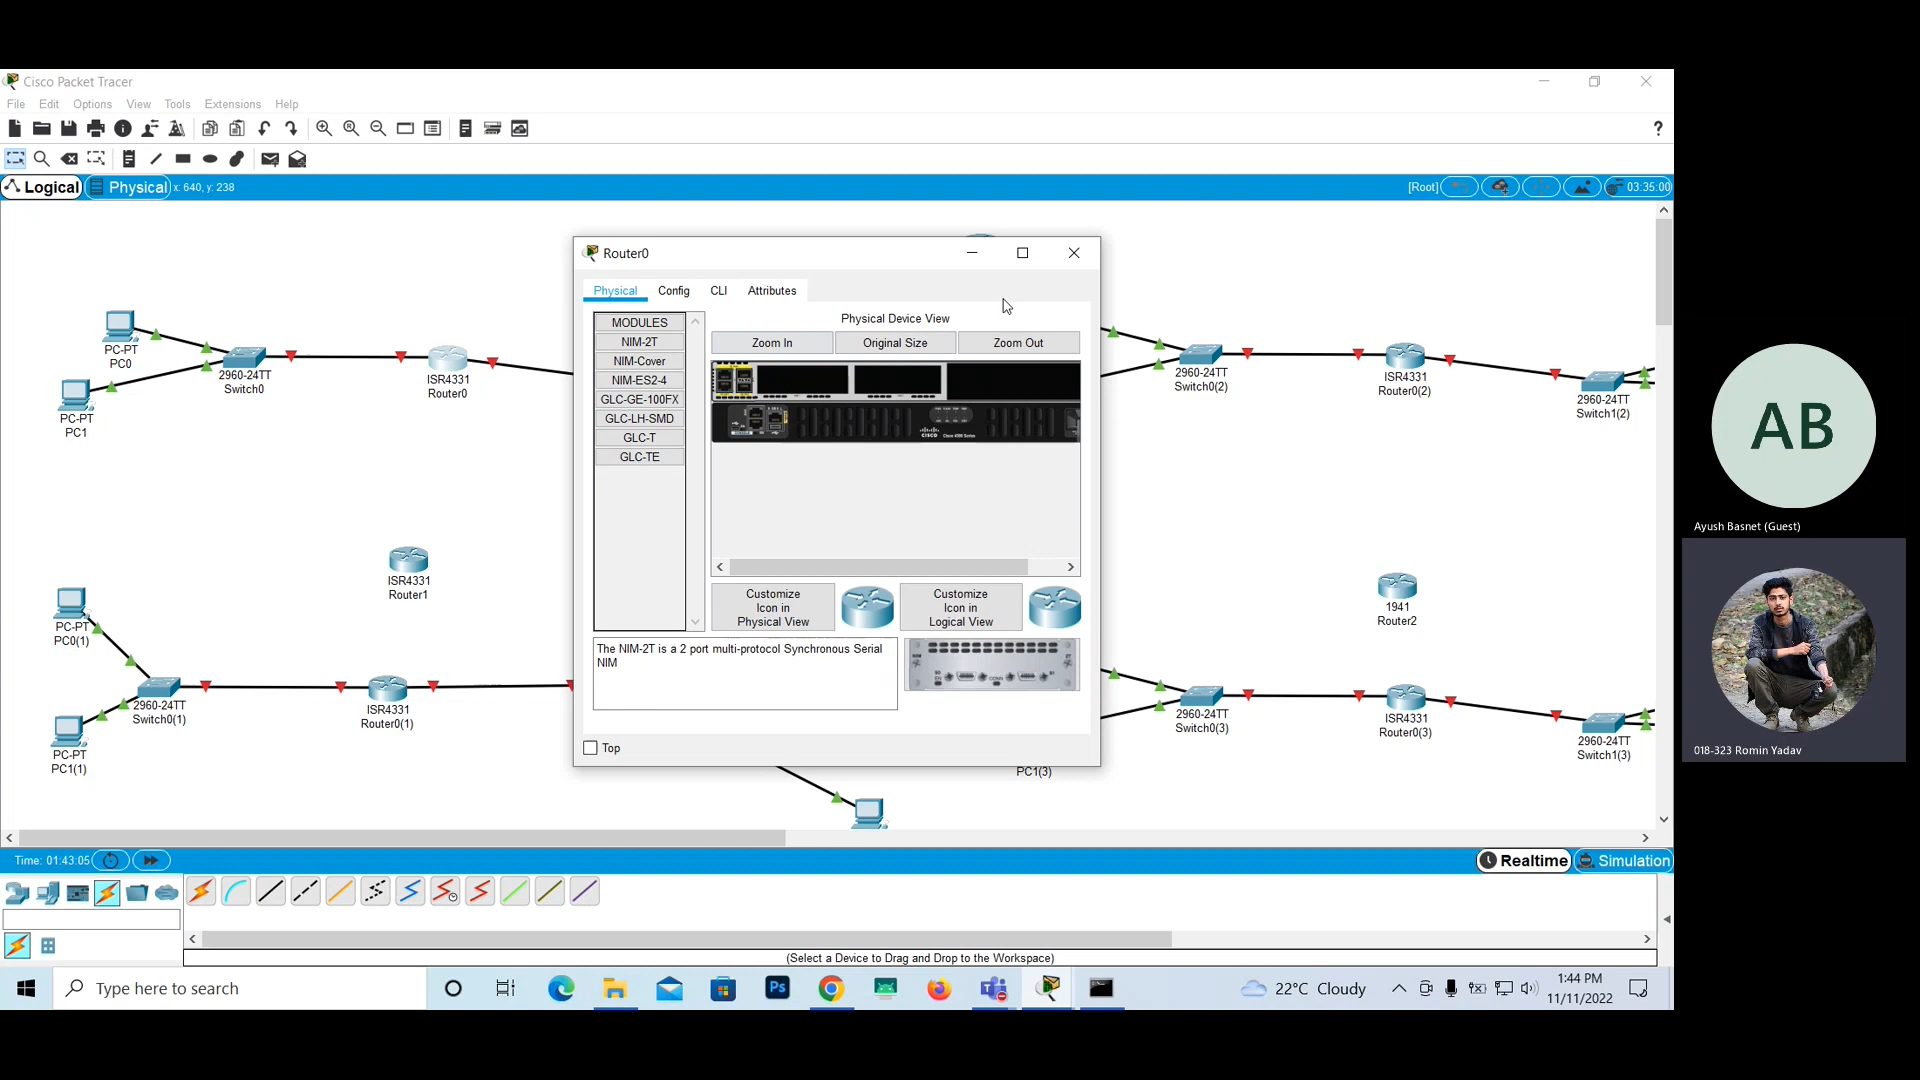 Cisco Packet Tracer
File Edit Options View Tools Extensions Help
?
Logical Physical x: 640, y: 238
[Root] 03:35:00
Router0
Physical Config CLI Attributes
MODULES
NIM-2T
NIM-Cover
NIM-ES2-4
GLC-GE-100FX
GLC-LH-SMD
GLC-T
GLC-TE
Physical Device View
Zoom In Original Size Zoom Out
CISCO Cisco 4300 Series
Customize
Icon in
Physical View
Customize
Icon in
Logical View
The NIM-2T is a 2 port multi-protocol Synchronous Serial
NIM
Top
PC-PT
PC0
PC-PT
PC1
2960-24TT
Switch0
ISR4331
Router0
ISR4331
Router1
PC-PT
PC0(1)
2960-24TT
Switch0(1)
ISR4331
Router0(1)
PC-PT
PC1(1)
2960-24TT
Switch0(2)
ISR4331
Router0(2)
2960-24TT
Switch1(2)
1941
Router2
2960-24TT
Switch0(3)
ISR4331
Router0(3)
2960-24TT
Switch1(3)
PC1(3)
Time: 01:43:05
Realtime Simulation
(Select a Device to Drag and Drop to the Workspace)
Type here to search
Ps
22°C Cloudy
1:44 PM
11/11/2022
AB
Ayush Basnet (Guest)
018-323 Romin Yadav